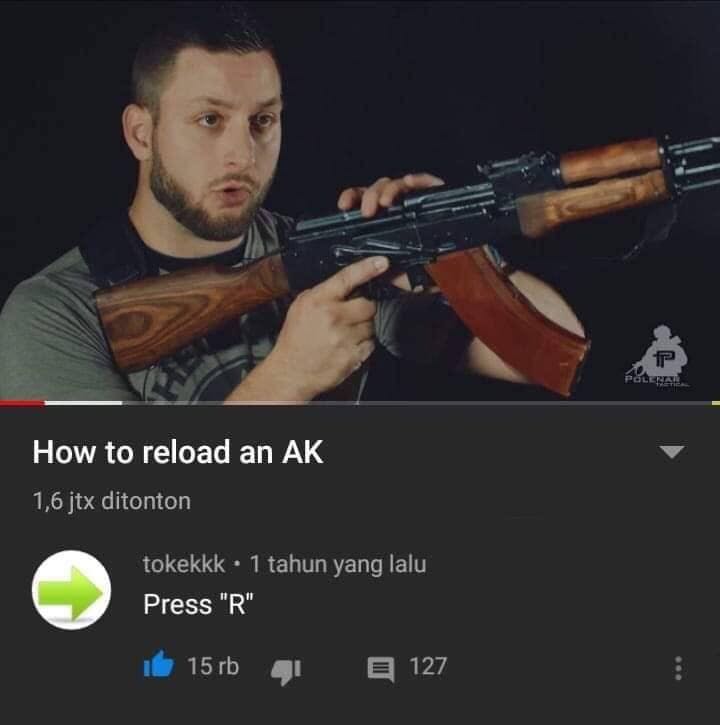 POLENAR
TACTICAL
How to reload an AK
1,6 jtx ditonton
tokekkk • 1 tahun yang lalu
Press "R"
15 rb
127